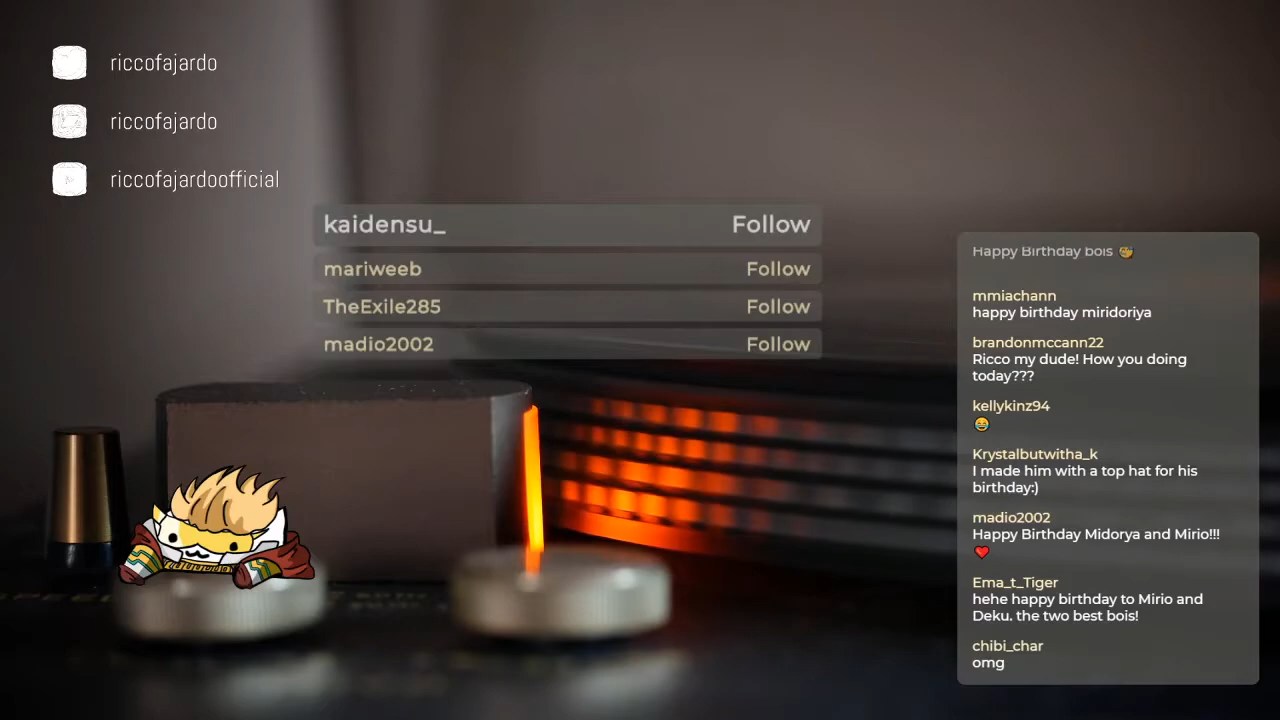 riccofajardo
riccofajardo
riccofajardoofficial
kaidensu_ Follow
mariweeb Follow
TheExile285 Follow
madio2002 Follow
Happy Birthday bois
mmiachann
happy birthday miridoriya
brandonmccann22
Ricco my dude! How you doing
today???
kellykinz94
😂
Krystalbutwitha_k
I made him with a top hat for his
birthday:)
madio2002
Happy Birthday Midorya and Mirio!!!
❤️
Ema_t_Tiger
hehe happy birthday to Mirio and
Deku. the two best bois!
chibi_char
omg